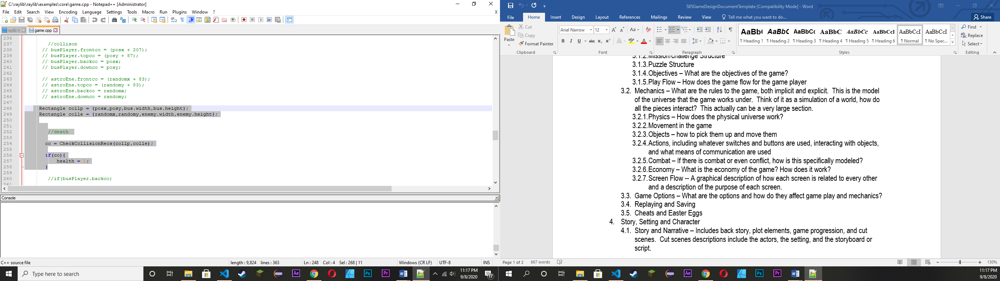 C:\raylib\raylib\examples\core\game.cpp - Notepad++ [Administrator]
File Edit Search View Encoding Language Settings Tools Macro Run Plugins Window ? X
raylib.h game.cpp
236
237 //collison
238 // busPlayer.frontco = (posx + 207);
239 // busPlayer.topco = (posy + 87);
240 // busPlayer.backco = posx;
241 // busPlayer.downco = posy;
242
243 // astroEne.frontco = (randomx + 83);
244 // astroEne.topco = (randomy + 83);
245 // astroEne.backco = randomx;
246 // astroEne.downco = randomy;
247
248 Rectangle collp = {posx,posy,bus.width,bus.height};
249 Rectangle colle = {randomx,randomy,enemy.width,enemy.height};
250
251
252 //death
253
254 co = CheckCollisionRecs(collp,colle);
255
256 if(co){
257 health = 2;
258 }
259
260 //if(busPlayer.backco)
261
Console
C++ source file length : 9,824 lines : 363 Ln : 248 Col : 4 Sel : 268 | 11 Windows (CR LF) UTF-8 INS
Type here to search
Ae Ps Pr
11:17 PM
9/8/2020
17
585GameDesignDocumentTemplate [Compatibility Mode] - Word
File Home Insert Design Layout References Mailings Review View Tell me what you want to do... Share
Paste Cut
Copy
Format Painter
Clipboard
Arial Narrow 12 Aa
B I U abc x₂ x² A A
Font
Paragraph
AaBb( AaBbC AaBbCc AaBbC AaBbCc AaBbCcI AaBbCcI AaBbCcI
¶ Heading 1 ¶ Heading 2 ¶ Heading 3 ¶ Heading 4 ¶ Heading 5 ¶ Heading 6 ¶ Normal ¶ No Spac...
Styles
Find
Replace
Select
Editing
3.1.2.Mission/challenge Structure
3.1.3.Puzzle Structure
3.1.4.Objectives – What are the objectives of the game?
3.1.5.Play Flow – How does the game flow for the game player
3.2. Mechanics – What are the rules to the game, both implicit and explicit. This is the model
of the universe that the game works under. Think of it as a simulation of a world, how do
all the pieces interact? This actually can be a very large section.
3.2.1.Physics – How does the physical universe work?
3.2.2.Movement in the game
3.2.3.Objects – how to pick them up and move them
3.2.4.Actions, including whatever switches and buttons are used, interacting with objects,
and what means of communication are used
3.2.5.Combat – If there is combat or even conflict, how is this specifically modeled?
3.2.6.Economy – What is the economy of the game? How does it work?
3.2.7.Screen Flow -- A graphical description of how each screen is related to every other
and a description of the purpose of each screen.
3.3. Game Options – What are the options and how do they affect game play and mechanics?
3.4. Replaying and Saving
3.5. Cheats and Easter Eggs
4. Story, Setting and Character
4.1. Story and Narrative – Includes back story, plot elements, game progression, and cut
scenes. Cut scenes descriptions include the actors, the setting, and the storyboard or
script.
Page 1 of 2 667 words 130%
Ae Ps Pr
11:17 PM
9/8/2020